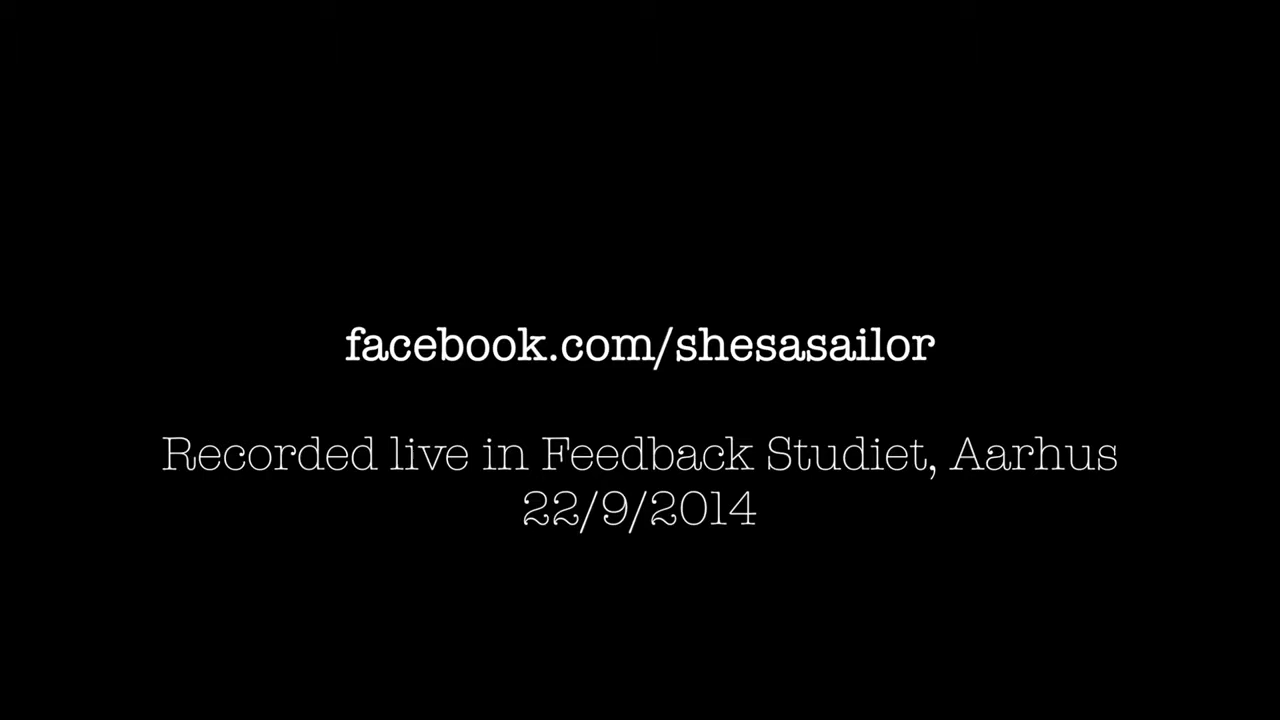 facebook.com/shesasailor
Recorded live in Feedback Studiet, Aarhus
22/9/2014